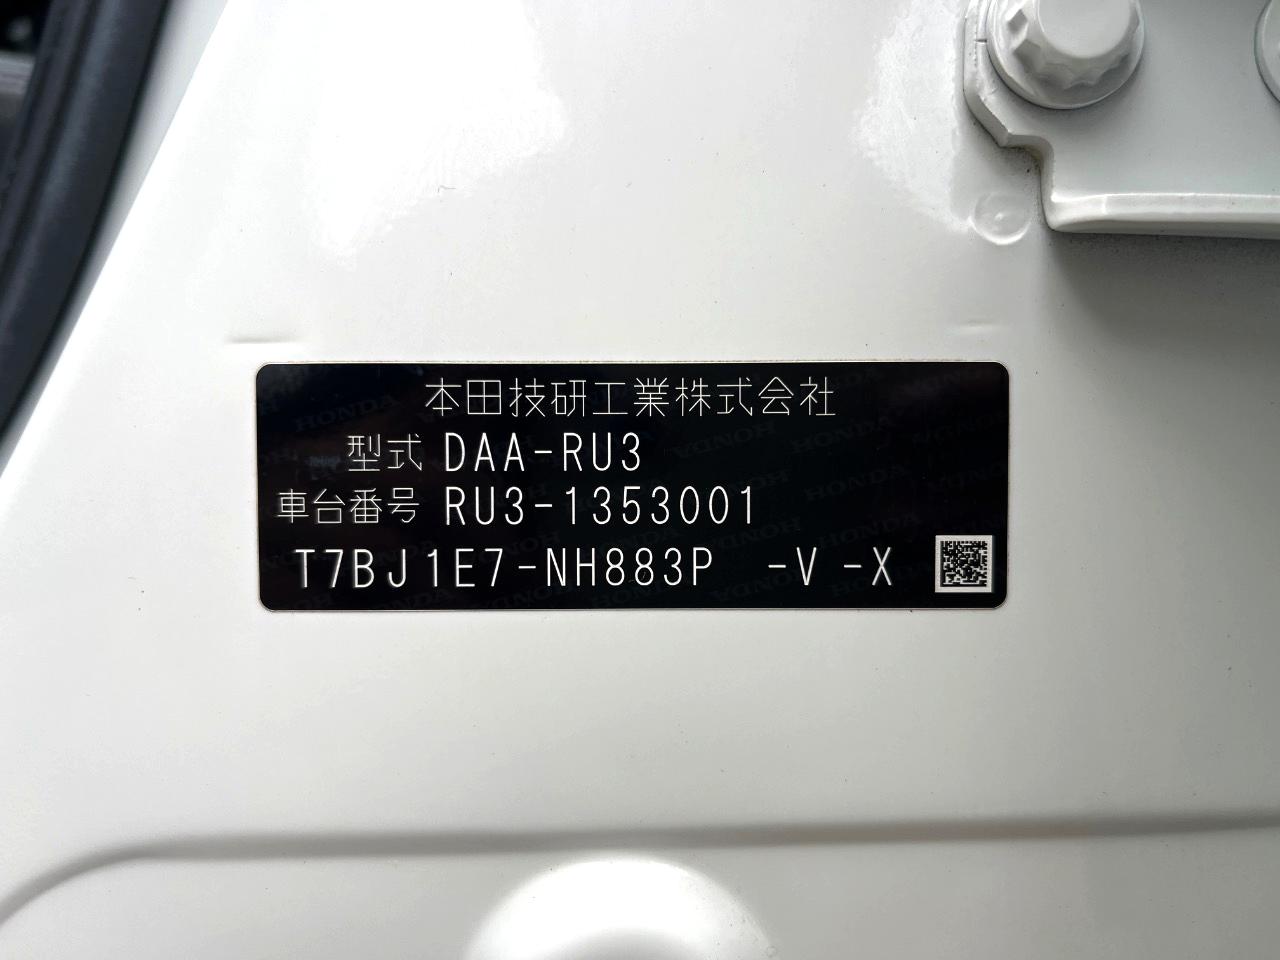 本田技研工業株式会社
型式 DAA-RU3
車台番号 RU3-1353001
T7BJ1E7-NH883P -V -X